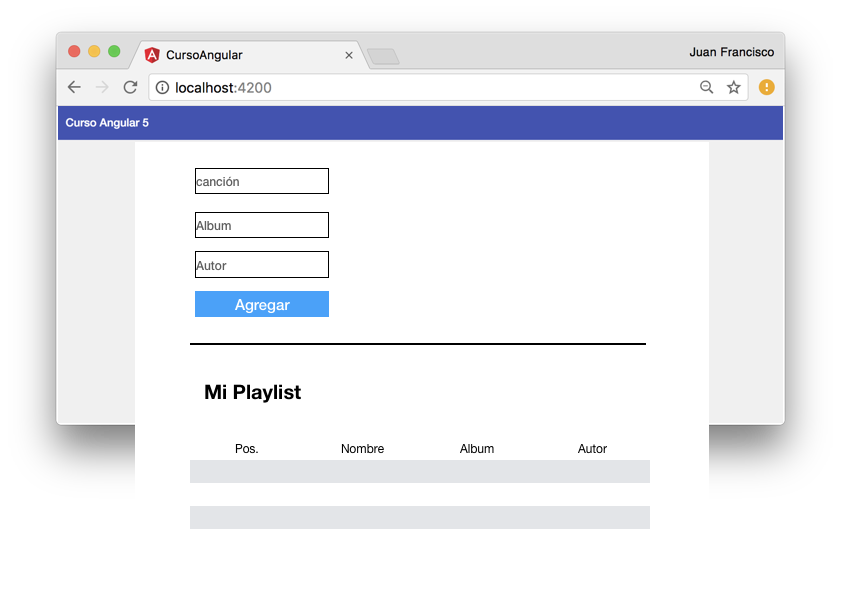 CursoAngular
Juan Francisco
localhost:4200
Curso Angular 5
canción
Album
Autor
Agregar
Mi Playlist
Pos. Nombre Album Autor